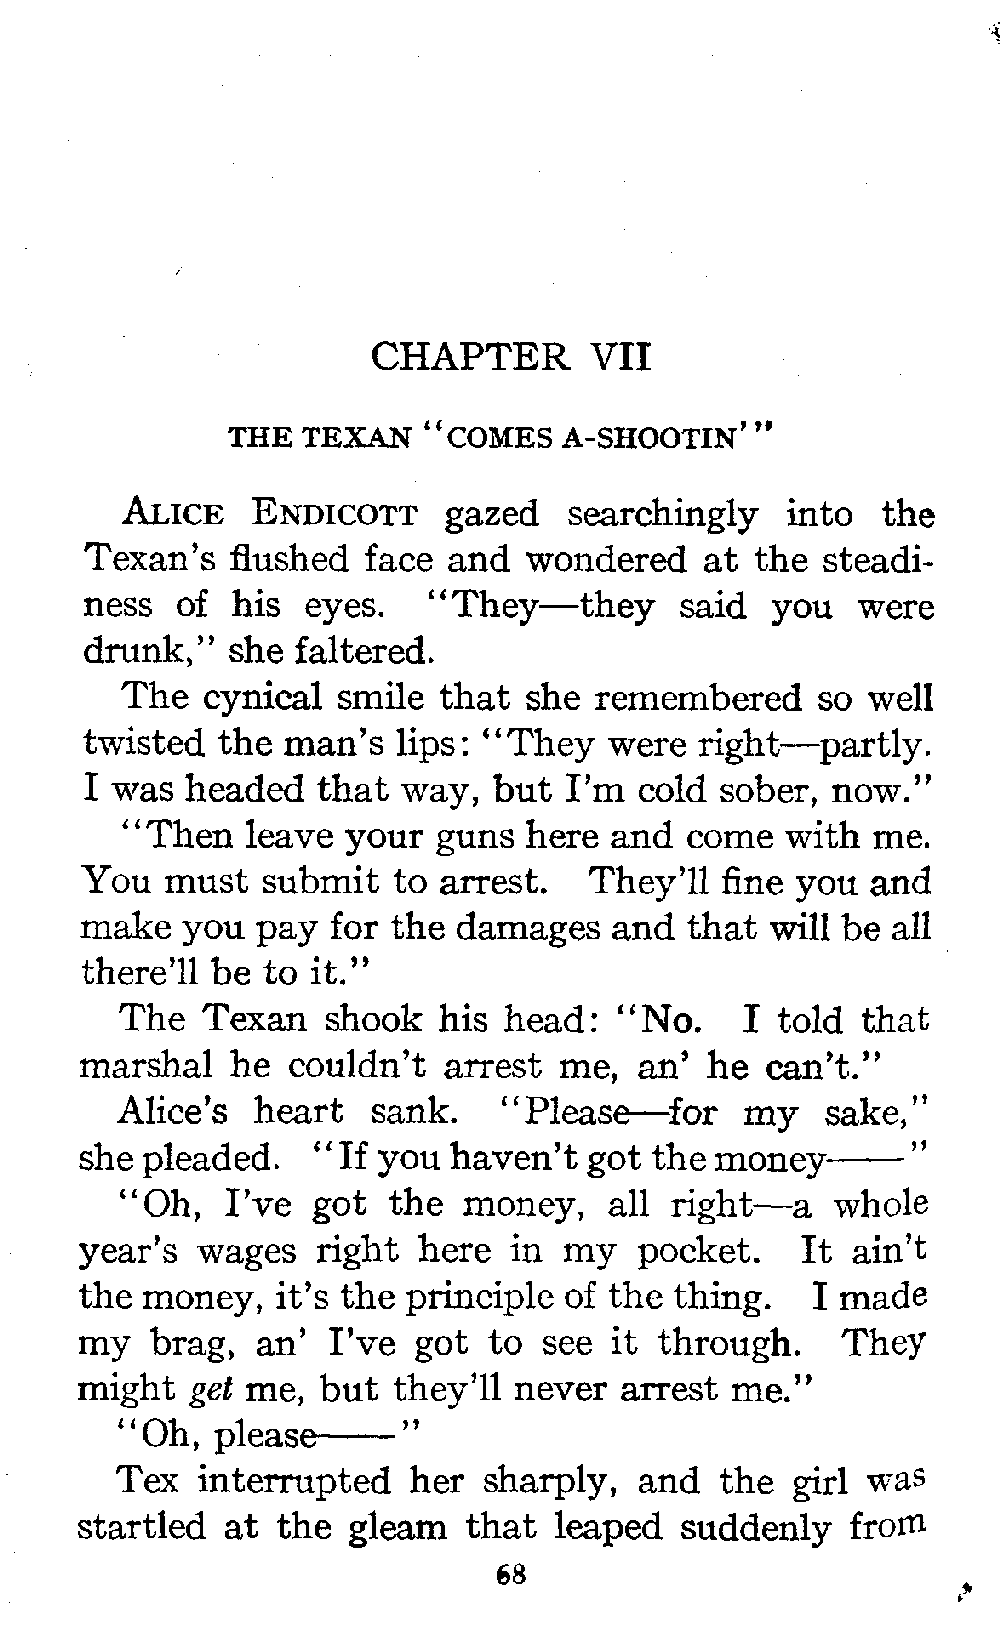 CHAPTER VII
THE TEXAN “COMES A-SHOOTIN’”
ALICE ENDICOTT gazed searchingly into the
Texan’s flushed face and wondered at the steadi-
ness of his eyes. “They—they said you were
drunk,” she faltered.
The cynical smile that she remembered so well
twisted the man’s lips: “They were right—partly.
I was headed that way, but I’m cold sober, now.”
“Then leave your guns here and come with me.
You must submit to arrest. They’ll fine you and
make you pay for the damages and that will be all
there’ll be to it.”
The Texan shook his head: “No. I told that
marshal he couldn’t arrest me, an’ he can’t.”
Alice’s heart sank. “Please—for my sake,”
she pleaded. “If you haven’t got the money——”
“Oh, I’ve got the money, all right—a whole
year’s wages right here in my pocket. It ain’t
the money, it’s the principle of the thing. I made
my brag, an’ I’ve got to see it through. They
might get me, but they’ll never arrest me.”
“Oh, please——”
Tex interrupted her sharply, and the girl was
startled at the gleam that leaped suddenly from
68